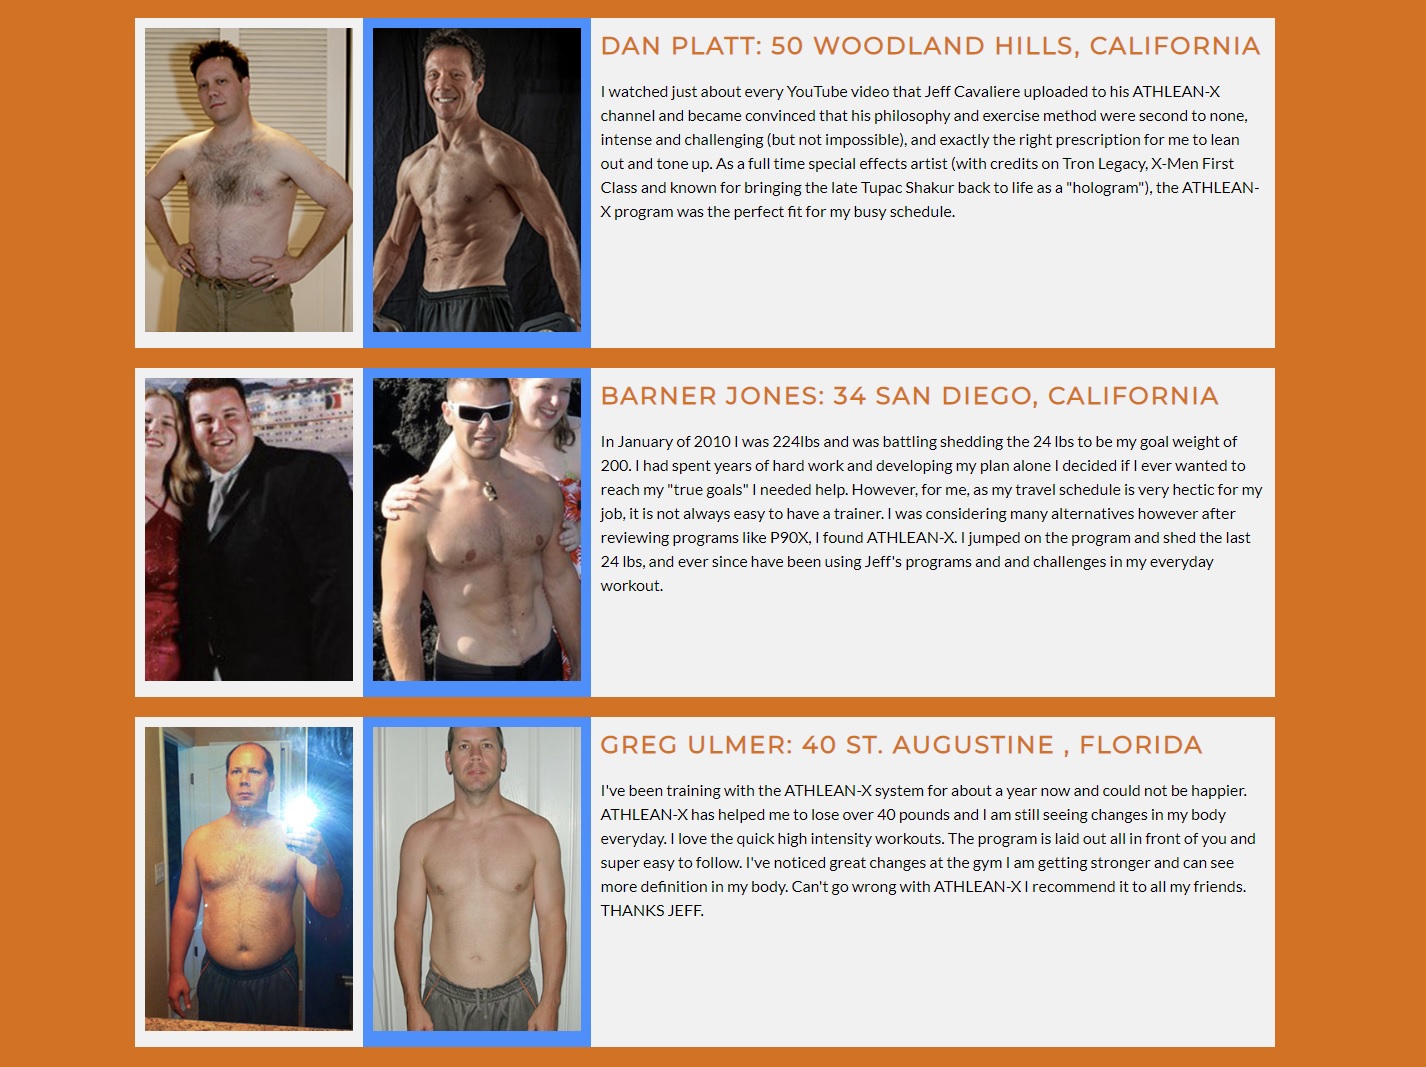 DAN PLATT: 50 WOODLAND HILLS, CALIFORNIA
I watched just about every YouTube video that Jeff Cavaliere uploaded to his ATHLEAN-X
channel and became convinced that his philosophy and exercise method were second to none,
intense and challenging (but not impossible), and exactly the right prescription for me to lean
out and tone up. As a full time special effects artist (with credits on Tron Legacy, X-Men First
Class and known for bringing the late Tupac Shakur back to life as a "hologram"), the ATHLEAN-
X program was the perfect fit for my busy schedule.
BARNER JONES: 34 SAN DIEGO, CALIFORNIA
In January of 2010 I was 224lbs and was battling shedding the 24 lbs to be my goal weight of
200. I had spent years of hard work and developing my plan alone I decided if I ever wanted to
reach my "true goals" I needed help. However, for me, as my travel schedule is very hectic for my
job, it is not always easy to have a trainer. I was considering many alternatives however after
reviewing programs like P90X, I found ATHLEAN-X. I jumped on the program and shed the last
24 lbs, and ever since have been using Jeff's programs and and challenges in my everyday
workout.
GREG ULMER: 40 ST. AUGUSTINE , FLORIDA
I've been training with the ATHLEAN-X system for about a year now and could not be happier.
ATHLEAN-X has helped me to lose over 40 pounds and I am still seeing changes in my body
everyday. I love the quick high intensity workouts. The program is laid out all in front of you and
super easy to follow. I've noticed great changes at the gym I am getting stronger and can see
more definition in my body. Can't go wrong with ATHLEAN-X I recommend it to all my friends.
THANKS JEFF.